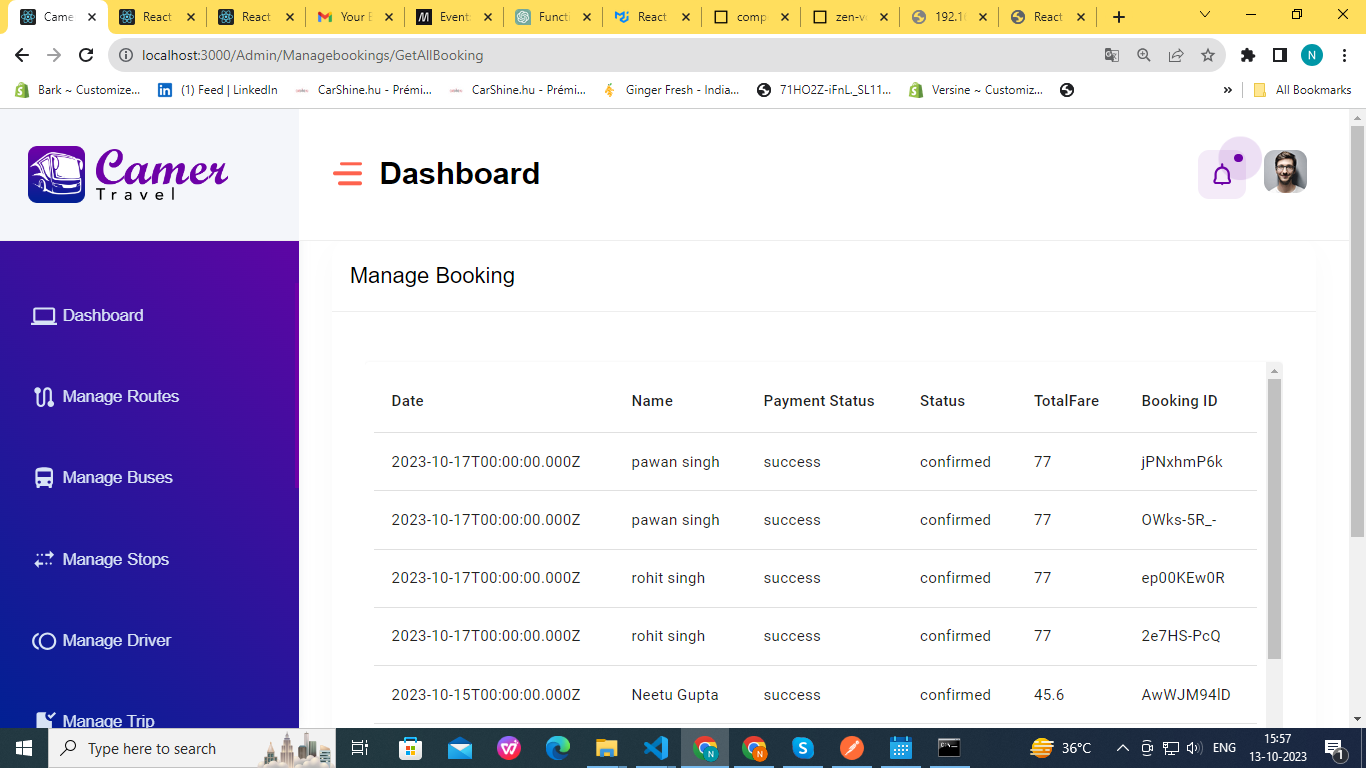 Came
React
React
Your E
Event
Functi
React
comp
zen-v
192.1
React
localhost:3000/Admin/Managebookings/GetAllBooking
N
Bark ~ Customize...
(1) Feed | LinkedIn
CarShine.hu - Prémi...
CarShine.hu - Prémi...
Ginger Fresh - India...
71HO2Z-iFnL._SL11...
Versine ~ Customiz...
»
All Bookmarks
Camer
Travel
Dashboard
Manage Booking
Dashboard
Manage Routes
Manage Buses
Manage Stops
Manage Driver
Manage Trip
Date Name Payment Status Status TotalFare Booking ID
2023-10-17T00:00:00.000Z pawan singh success confirmed 77 jPNxhmP6k
2023-10-17T00:00:00.000Z pawan singh success confirmed 77 OWks-5R_-
2023-10-17T00:00:00.000Z rohit singh success confirmed 77 ep00KEw0R
2023-10-17T00:00:00.000Z rohit singh success confirmed 77 2e7HS-PcQ
2023-10-15T00:00:00.000Z Neetu Gupta success confirmed 45.6 AwWJM94lD
Type here to search
36°C
ENG
15:57
13-10-2023
1